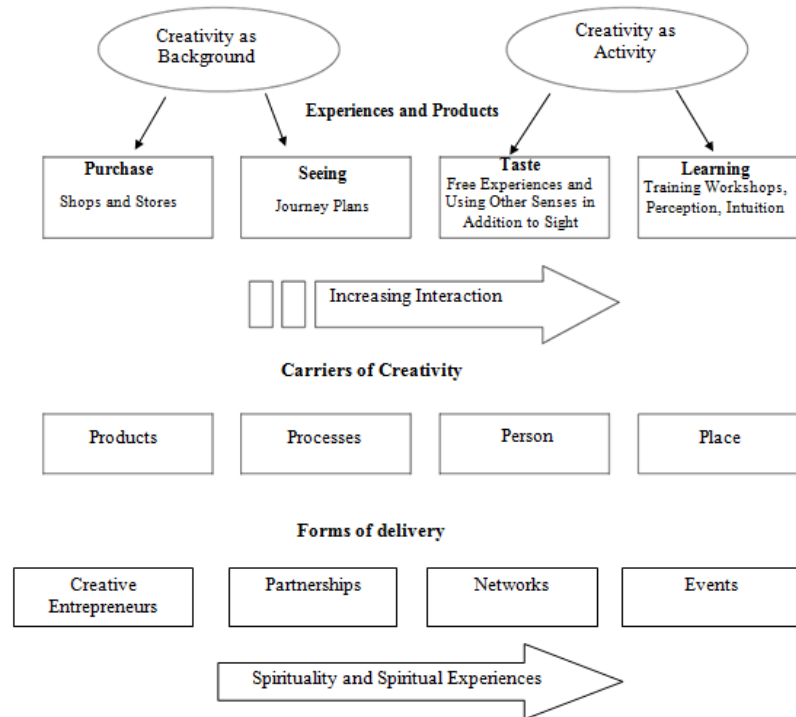 Creativity as
Background
Creativity as
Activity
Experiences and Products
Purchase
Shops and Stores
Seeing
Journey Plans
Taste
Free Experiences and
Using Other Senses in
Addition to Sight
Learning
Training Workshops,
Perception, Intuition
Increasing Interaction
Carriers of Creativity
Products
Processes
Person
Place
Forms of delivery
Creative
Entrepreneurs
Partnerships
Networks
Events
Spirituality and Spiritual Experiences